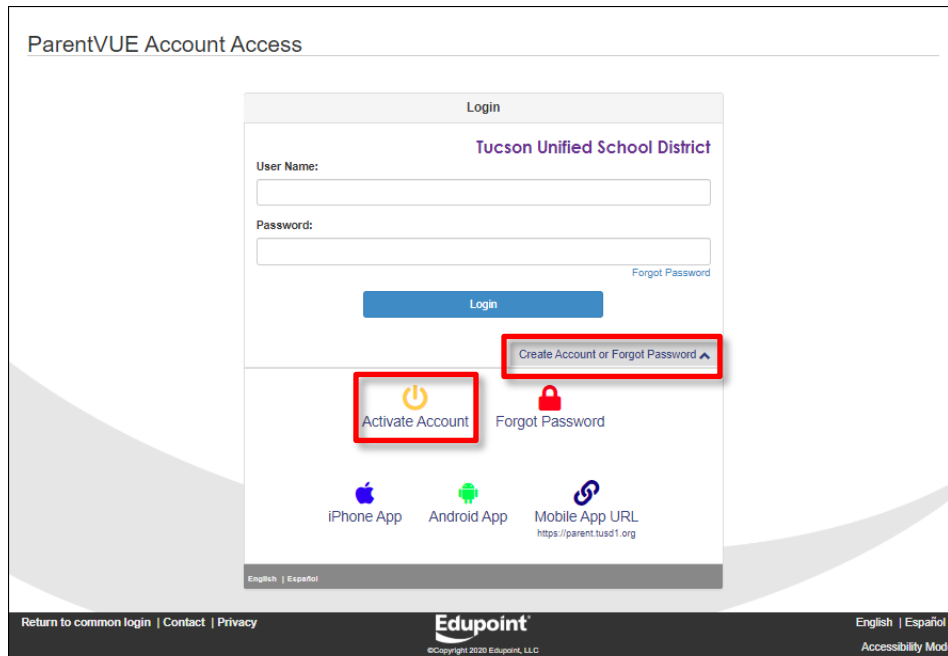 ParentVUE Account Access
Login
Tucson Unified School District
User Name:
Password:
Forgot Password
Login
Create Account or Forgot Password
Activate Account
Forgot Password
iPhone App
Android App
Mobile App URL
https://parent.tusd1.org
English | Español
Return to common login | Contact | Privacy
Edupoint
©Copyright 2020 Edupoint, LLC
English | Español
Accessibility Mod